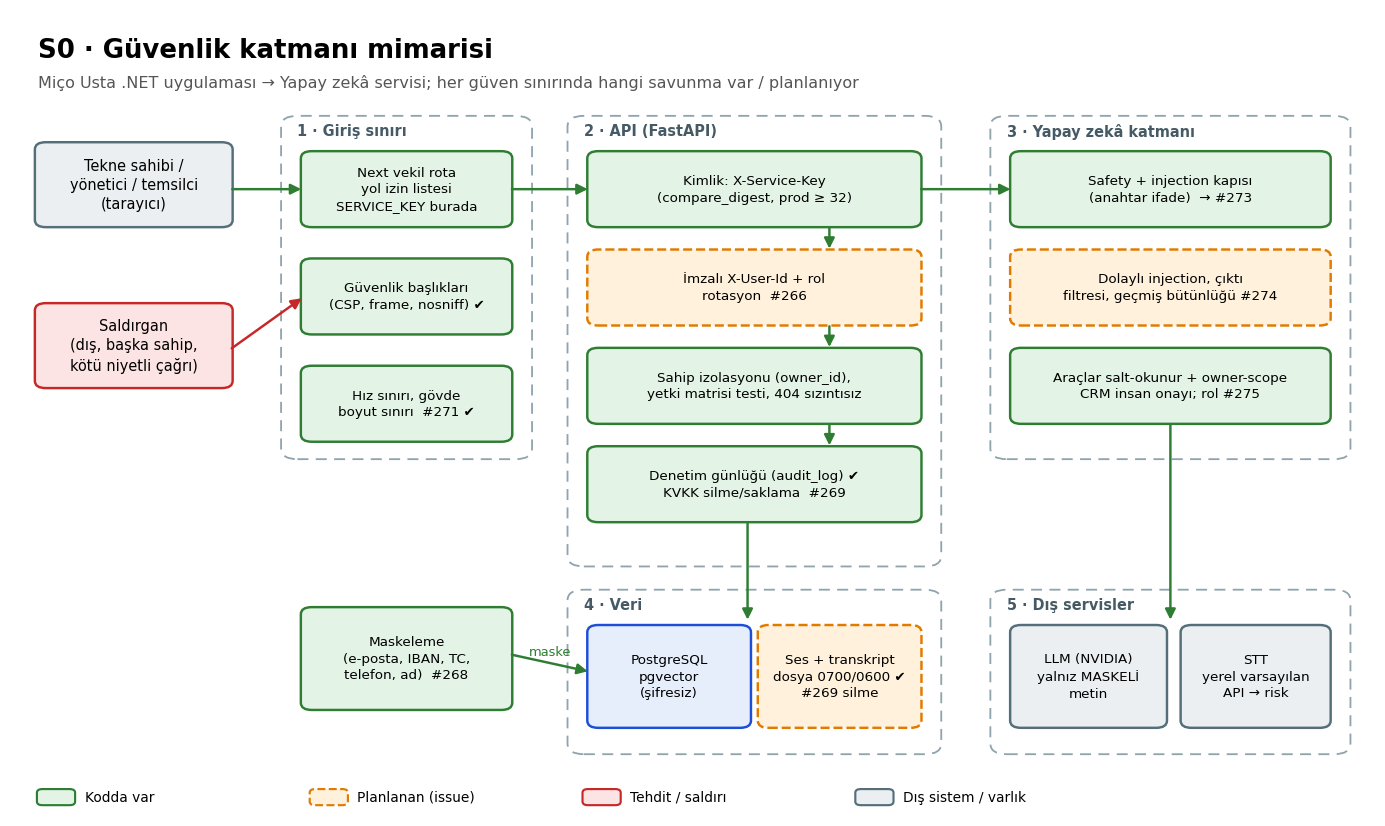 S0 · Güvenlik katmanı mimarisi
Miço Usta .NET uygulaması → Yapay zekâ servisi; her güven sınırında hangi savunma var / planlanıyor
Tekne sahibi /
yönetici / temsilci
(tarayıcı)
Saldırgan
(dış, başka sahip,
kötü niyetli çağrı)
1 · Giriş sınırı
Next vekil rota
yol izin listesi
SERVICE_KEY burada
Güvenlik başlıkları
(CSP, frame, nosniff) ✔
Hız sınırı, gövde
boyut sınırı  #271 ✔
2 · API (FastAPI)
Kimlik: X-Service-Key
(compare_digest, prod ≥ 32)
İmzalı X-User-Id + rol
rotasyon  #266
Sahip izolasyonu (owner_id),
yetki matrisi testi, 404 sızıntısız
Denetim günlüğü (audit_log) ✔
KVKK silme/saklama  #269
3 · Yapay zekâ katmanı
Safety + injection kapısı
(anahtar ifade)  → #273
Dolaylı injection, çıktı
filtresi, geçmiş bütünlüğü #274
Araçlar salt-okunur + owner-scope
CRM insan onayı; rol #275
Maskeleme
(e-posta, IBAN, TC,
telefon, ad)  #268
maske
4 · Veri
PostgreSQL
pgvector
(şifresiz)
Ses + transkript
dosya 0700/0600 ✔
#269 silme
5 · Dış servisler
LLM (NVIDIA)
yalnız MASKELİ
metin
STT
yerel varsayılan
API → risk
Kodda var
Planlanan (issue)
Tehdit / saldırı
Dış sistem / varlık